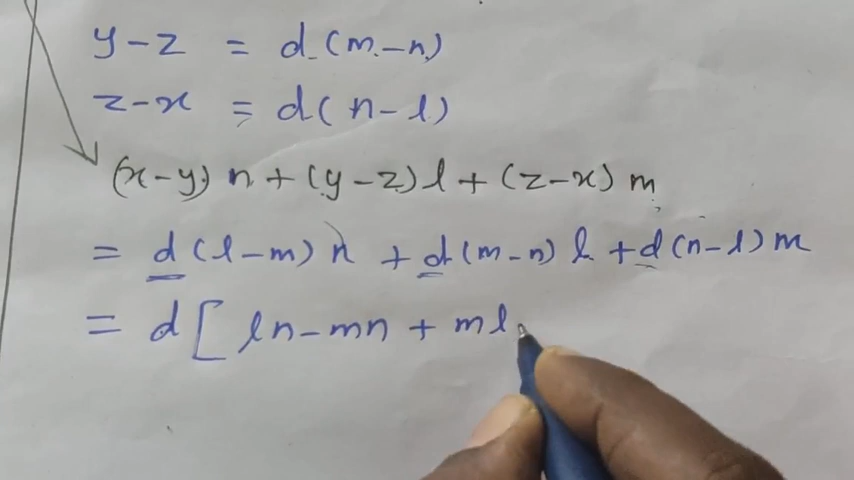 y-z = d(m-n)
z-x = d(n-l)
(x-y) n + (y-z) l + (z-x) m
= d (l-m) n + d (m-n) l + d (n-l) m
= d [ ln-mn + ml